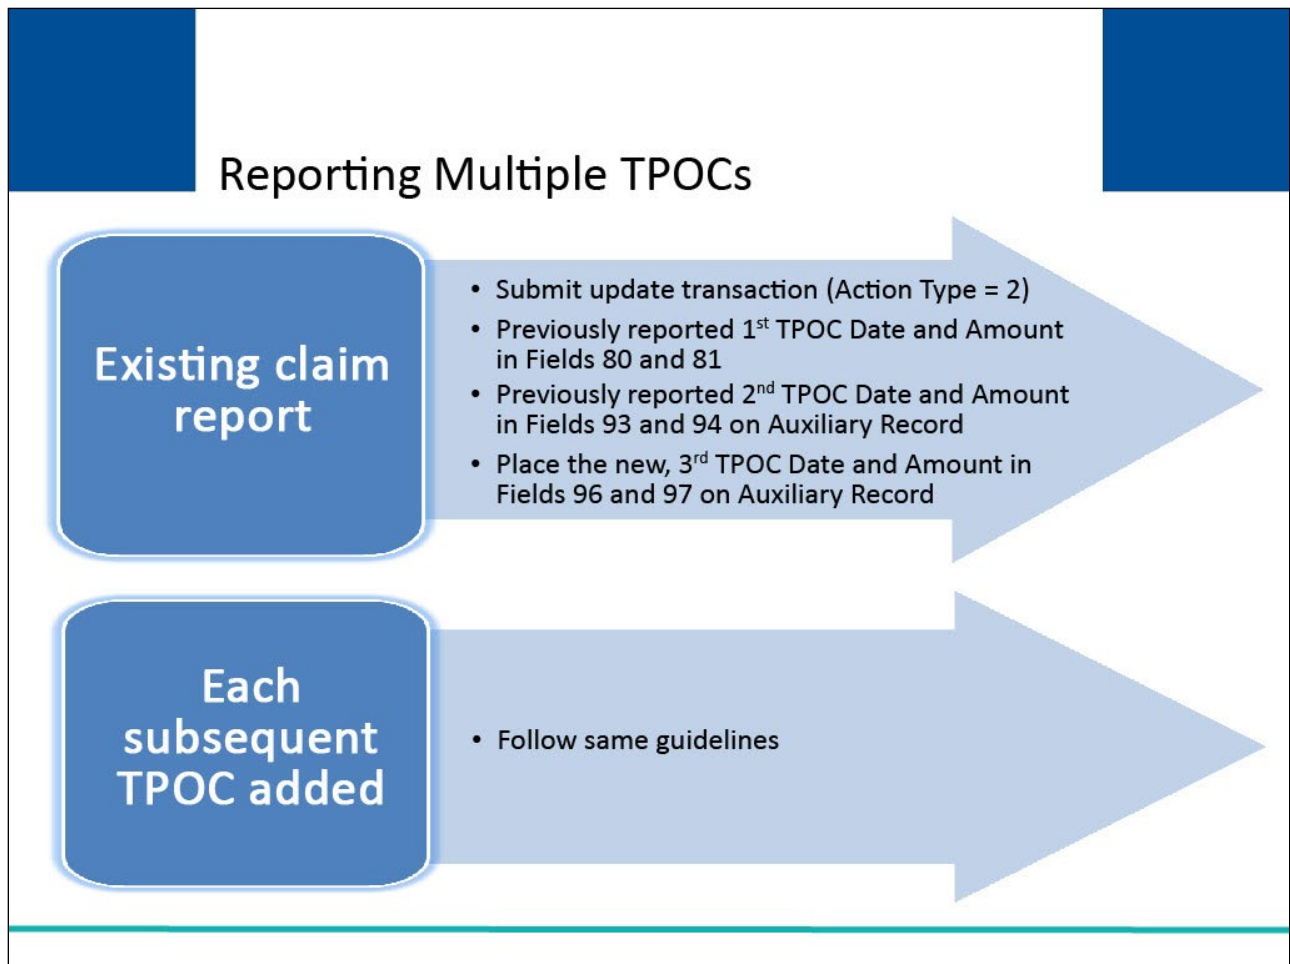 Reporting Multiple TPOCs
Existing claim
report
• Submit update transaction (Action Type = 2)
• Previously reported 1st TPOC Date and Amount
in Fields 80 and 81
• Previously reported 2nd TPOC Date and Amount
in Fields 93 and 94 on Auxiliary Record
• Place the new, 3rd TPOC Date and Amount in
Fields 96 and 97 on Auxiliary Record
Each
subsequent
TPOC added
• Follow same guidelines